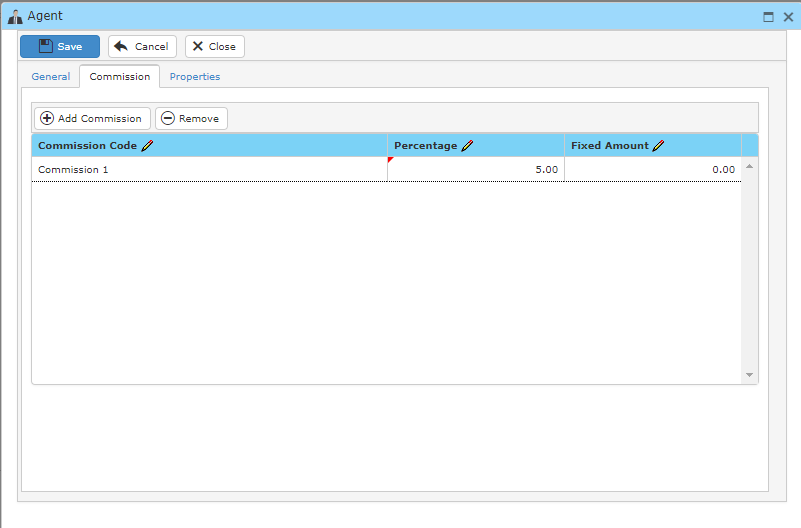 Agent
Save Cancel Close
General Commission Properties
Add Commission Remove
Commission Code Percentage Fixed Amount
Commission 1 5.00 0.00